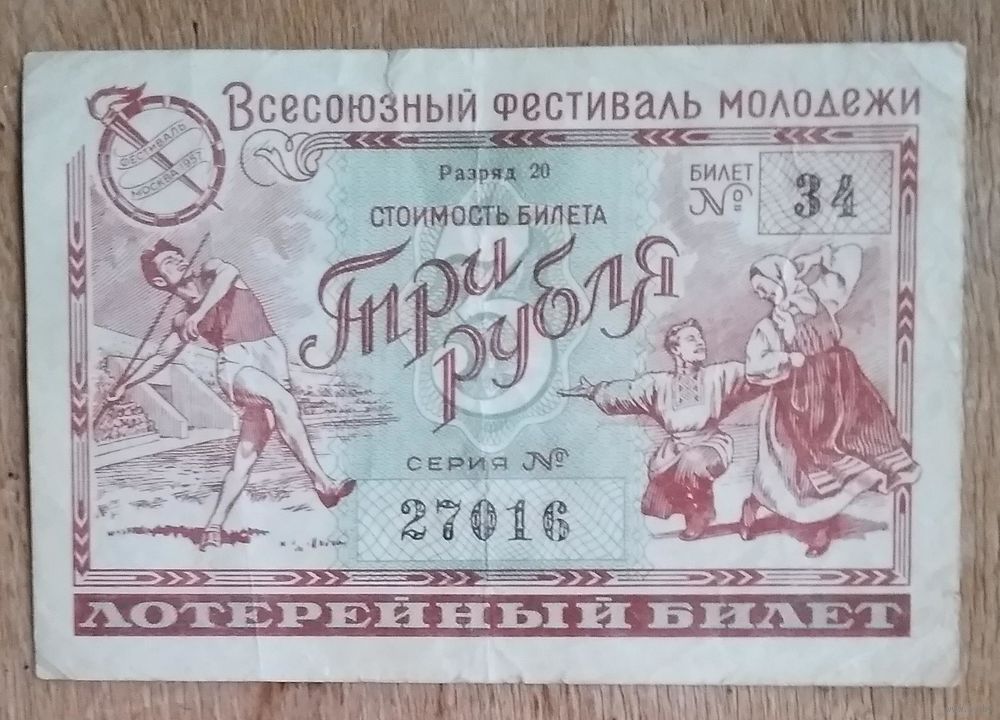 Всесоюзный фестиваль молодежи
ФЕСТИВАЛЬ
МОСКВА 1957
Разряд 20
БИЛЕТ
№ 34
СТОИМОСТЬ БИЛЕТА
Три
рубля
3
СЕРИЯ №
27016
ЛОТЕРЕЙНЫЙ БИЛЕТ